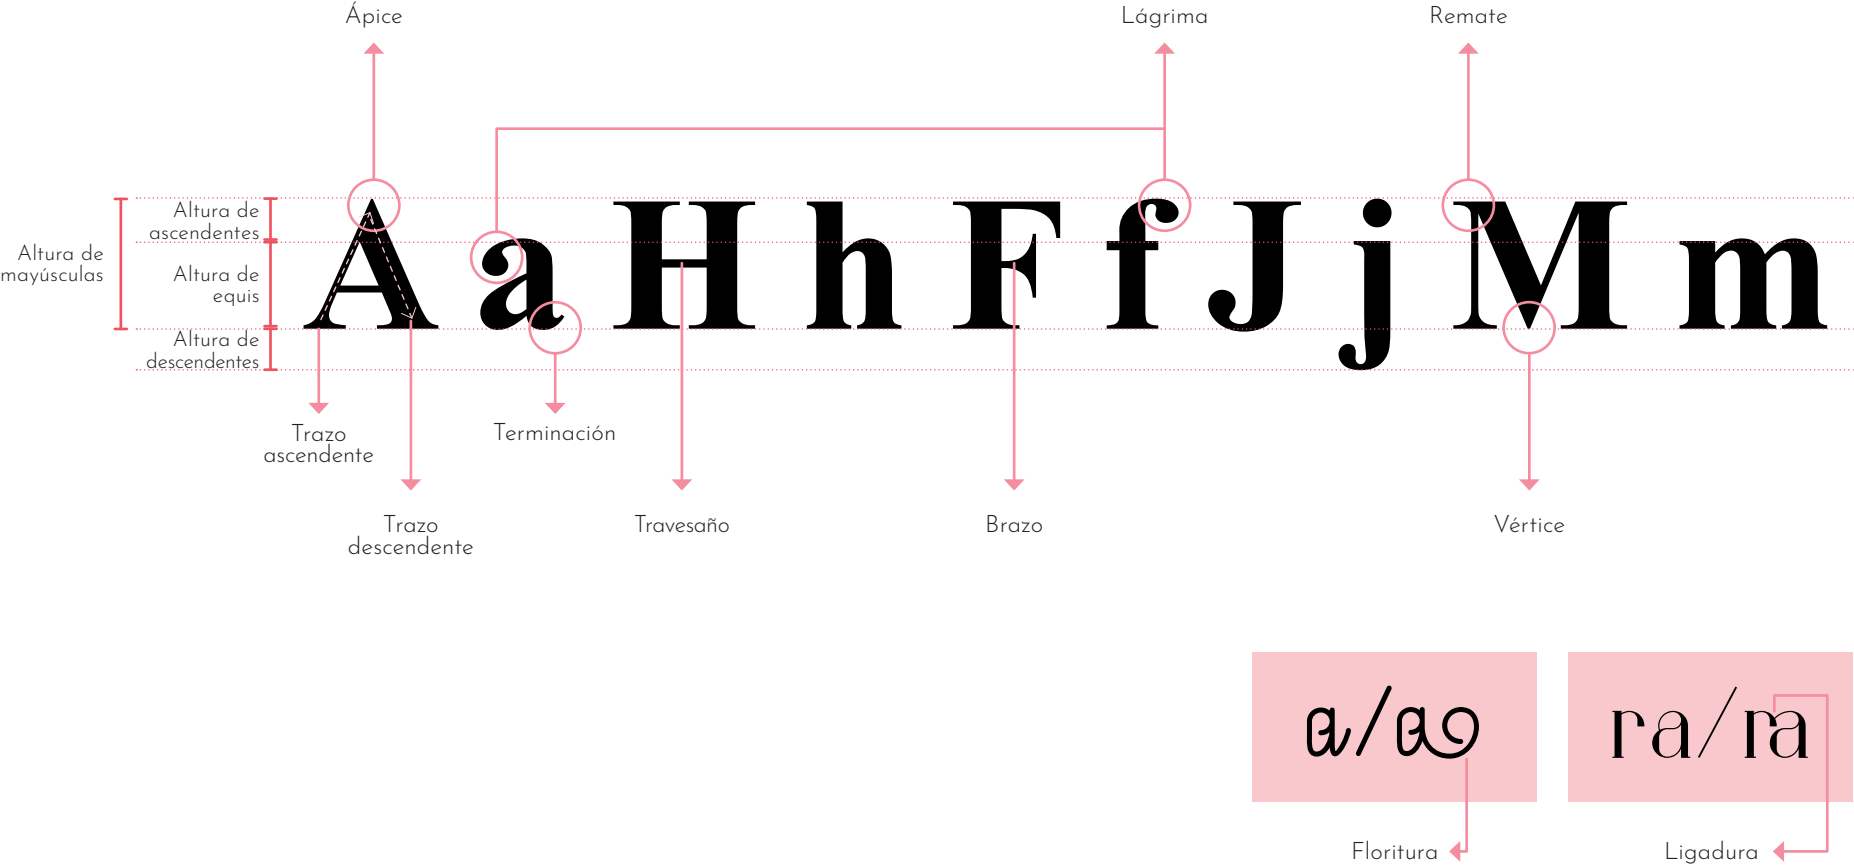 Ápice
Lágrima
Remate
Altura de
ascendentes
Altura de
mayúsculas
Altura de
equis
Altura de
descendentes
A a H h F f J j M m
Trazo
ascendente
Terminación
Trazo
descendente
Travesaño
Brazo
Vértice
a/a
ra/ra
Floritura
Ligadura